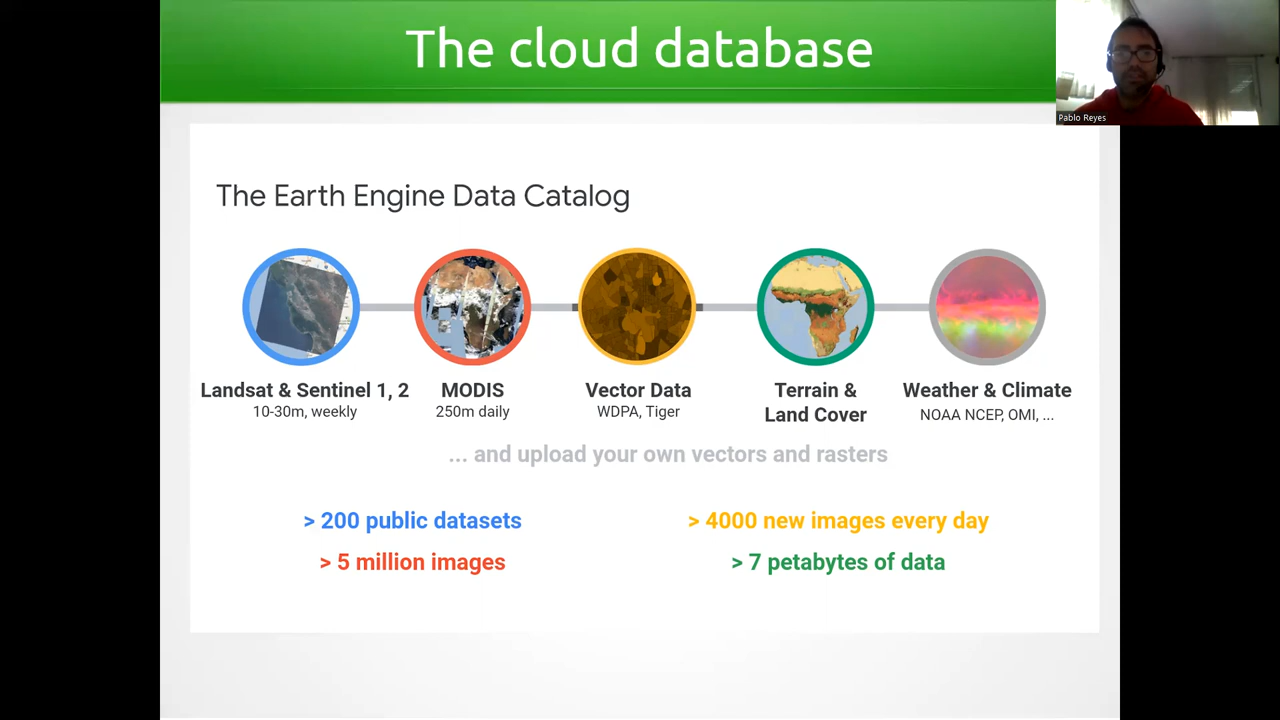 The cloud database
Pablo Reyes
The Earth Engine Data Catalog
Landsat & Sentinel 1, 2
10-30m, weekly
MODIS
250m daily
Vector Data
WDPA, Tiger
Terrain &
Land Cover
Weather & Climate
NOAA NCEP, OMI, ...
... and upload your own vectors and rasters
> 200 public datasets
> 4000 new images every day
> 5 million images
> 7 petabytes of data